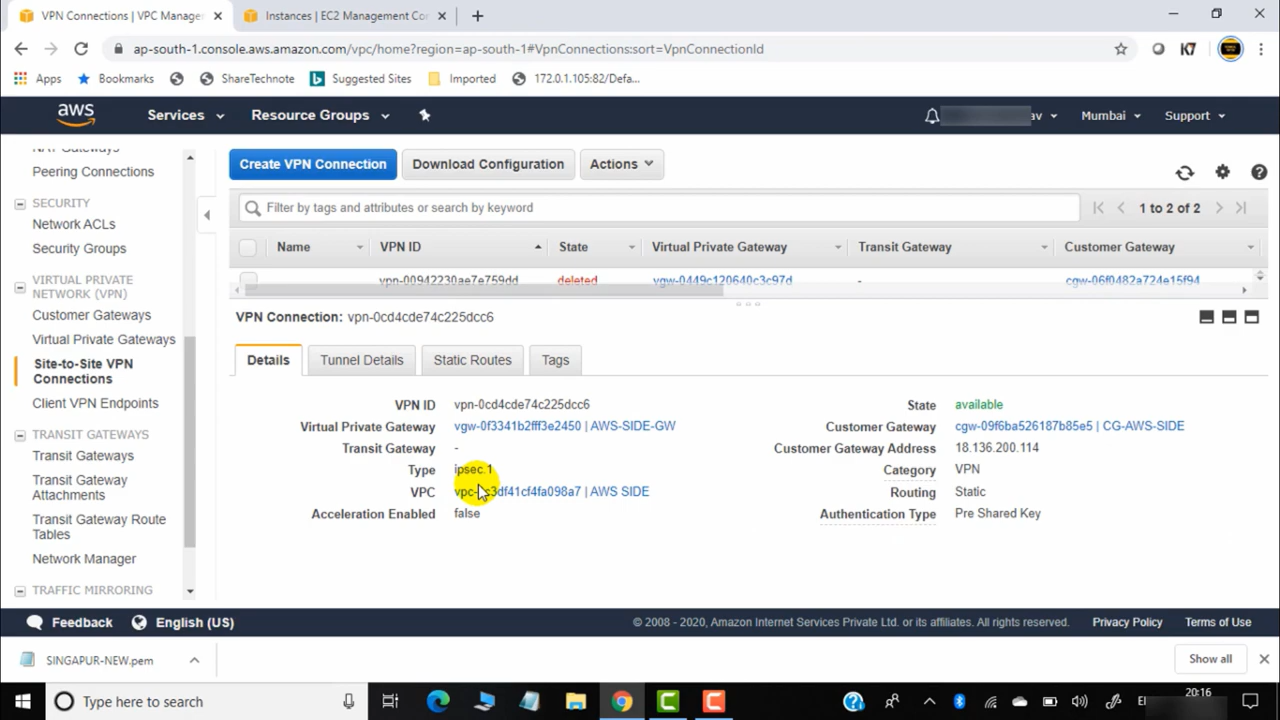 VPN Connections | VPC Manage
Instances | EC2 Management Co
ap-south-1.console.aws.amazon.com/vpc/home?region=ap-south-1#VpnConnections:sort=VpnConnectionId
K7
Apps Bookmarks ShareTechnote Suggested Sites Imported 172.0.1.105:82/Defa...
aws Services Resource Groups av Mumbai Support
NAT Gateways
Peering Connections
SECURITY
Network ACLs
Security Groups
VIRTUAL PRIVATE
NETWORK (VPN)
Customer Gateways
Virtual Private Gateways
Site-to-Site VPN
Connections
Client VPN Endpoints
TRANSIT GATEWAYS
Transit Gateways
Transit Gateway
Attachments
Transit Gateway Route
Tables
Network Manager
TRAFFIC MIRRORING
Create VPN Connection Download Configuration Actions
Filter by tags and attributes or search by keyword
1 to 2 of 2
Name VPN ID State Virtual Private Gateway Transit Gateway Customer Gateway
vpn-00942230ae7e759dd deleted vgw-0449c120640c3c97d - cgw-06f0482a724e15f94
VPN Connection: vpn-0cd4cde74c225dcc6
Details Tunnel Details Static Routes Tags
VPN ID vpn-0cd4cde74c225dcc6 State available
Virtual Private Gateway vgw-0f3341b2fff3e2450 | AWS-SIDE-GW Customer Gateway cgw-09f6ba526187b85e5 | CG-AWS-SIDE
Transit Gateway - Customer Gateway Address 18.136.200.114
Type ipsec.1 Category VPN
VPC | AWS SIDE Routing Static
Acceleration Enabled false Authentication Type Pre Shared Key
Feedback English (US) © 2008 - 2020, Amazon Internet Services Private Ltd. or its affiliates. All rights reserved. Privacy Policy Terms of Use
SINGAPUR-NEW.pem Show all
Type here to search 20:16